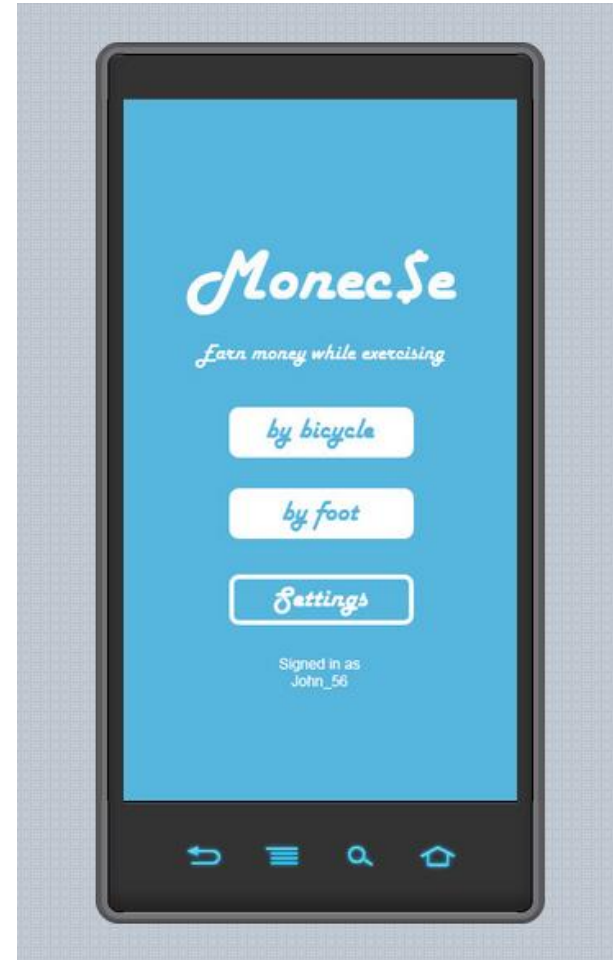 Monec$e
Earn money while exercising
by bicycle
by foot
Settings
Signed in as
John_56